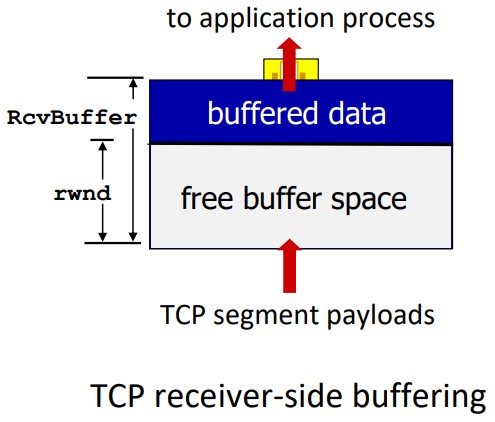 to application process
buffered data
RcvBuffer
rwnd
free buffer space
TCP segment payloads
TCP receiver-side buffering